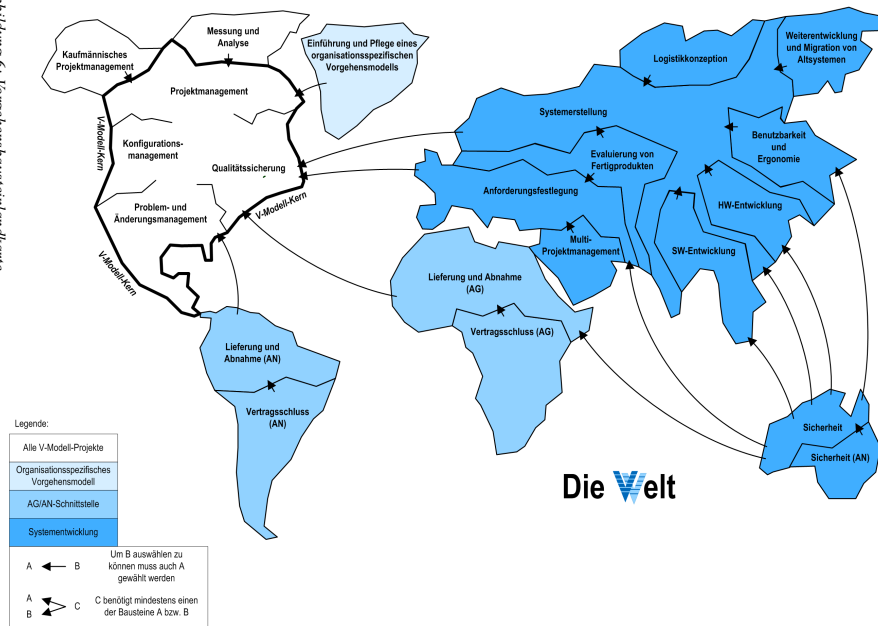 Messung und
Analyse
Kaufmännisches
Projektmanagement
Einführung und Pflege eines
organisationsspezifischen
Vorgehensmodells
Projektmanagement
V-Modell-Kern
Konfigurations-
management
Qualitätssicherung
Problem- und
Änderungsmanagement
V-Modell-Kern
V-Modell-Kern
Weiterentwicklung
und Migration von
Altsystemen
Logistikkonzeption
Systemerstellung
Benutzbarkeit
und
Ergonomie
Evaluierung von
Fertigprodukten
Anforderungsfestlegung
HW-Entwicklung
Multi-
Projektmanagement
SW-Entwicklung
Lieferung und Abnahme
(AG)
Vertragsschluss (AG)
Lieferung und
Abnahme (AN)
Vertragsschluss
(AN)
Sicherheit
Sicherheit (AN)
Die Welt
Legende:
Alle V-Modell-Projekte
Organisationsspezifisches
Vorgehensmodell
AG/AN-Schnittstelle
Systementwicklung
A B Um B auswählen zu
können muss auch A
gewählt werden
A
B C C benötigt mindestens einen
der Bausteine A bzw. B